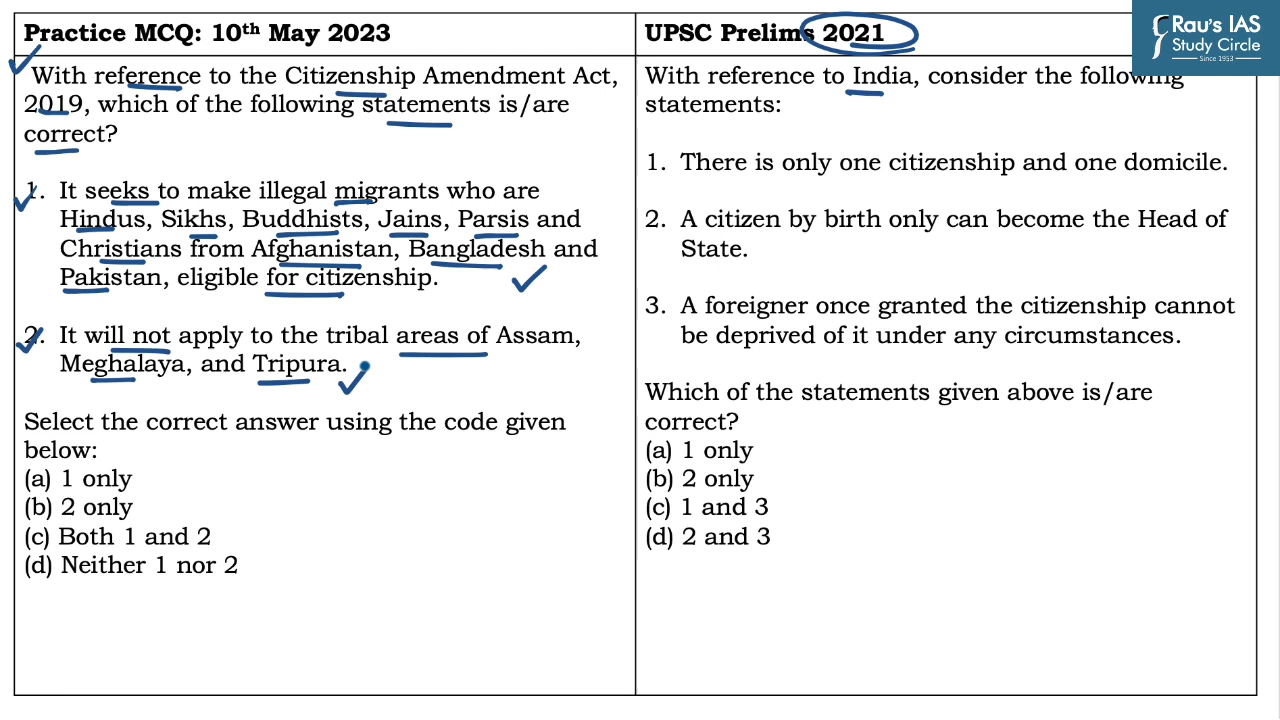 Practice MCQ: 10th May 2023
With reference to the Citizenship Amendment Act,
2019, which of the following statements is/are
correct?
1. It seeks to make illegal migrants who are
Hindus, Sikhs, Buddhists, Jains, Parsis and
Christians from Afghanistan, Bangladesh and
Pakistan, eligible for citizenship.
2. It will not apply to the tribal areas of Assam,
Meghalaya, and Tripura.
Select the correct answer using the code given
below:
(a) 1 only
(b) 2 only
(c) Both 1 and 2
(d) Neither 1 nor 2
UPSC Prelims 2021
With reference to India, consider the following
statements:
1. There is only one citizenship and one domicile.
2. A citizen by birth only can become the Head of
State.
3. A foreigner once granted the citizenship cannot
be deprived of it under any circumstances.
Which of the statements given above is/are
correct?
(a) 1 only
(b) 2 only
(c) 1 and 3
(d) 2 and 3
Rau's IAS
Study Circle
Since 1953